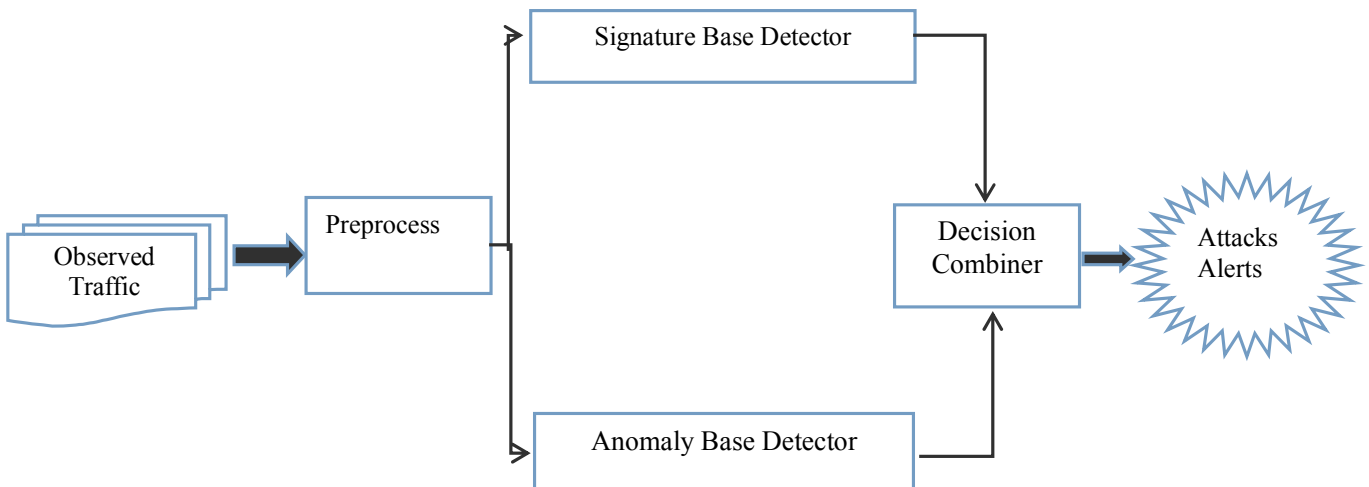 Signature Base Detector
Observed
Traffic
Preprocess
Decision
Combiner
Attacks
Alerts
Anomaly Base Detector